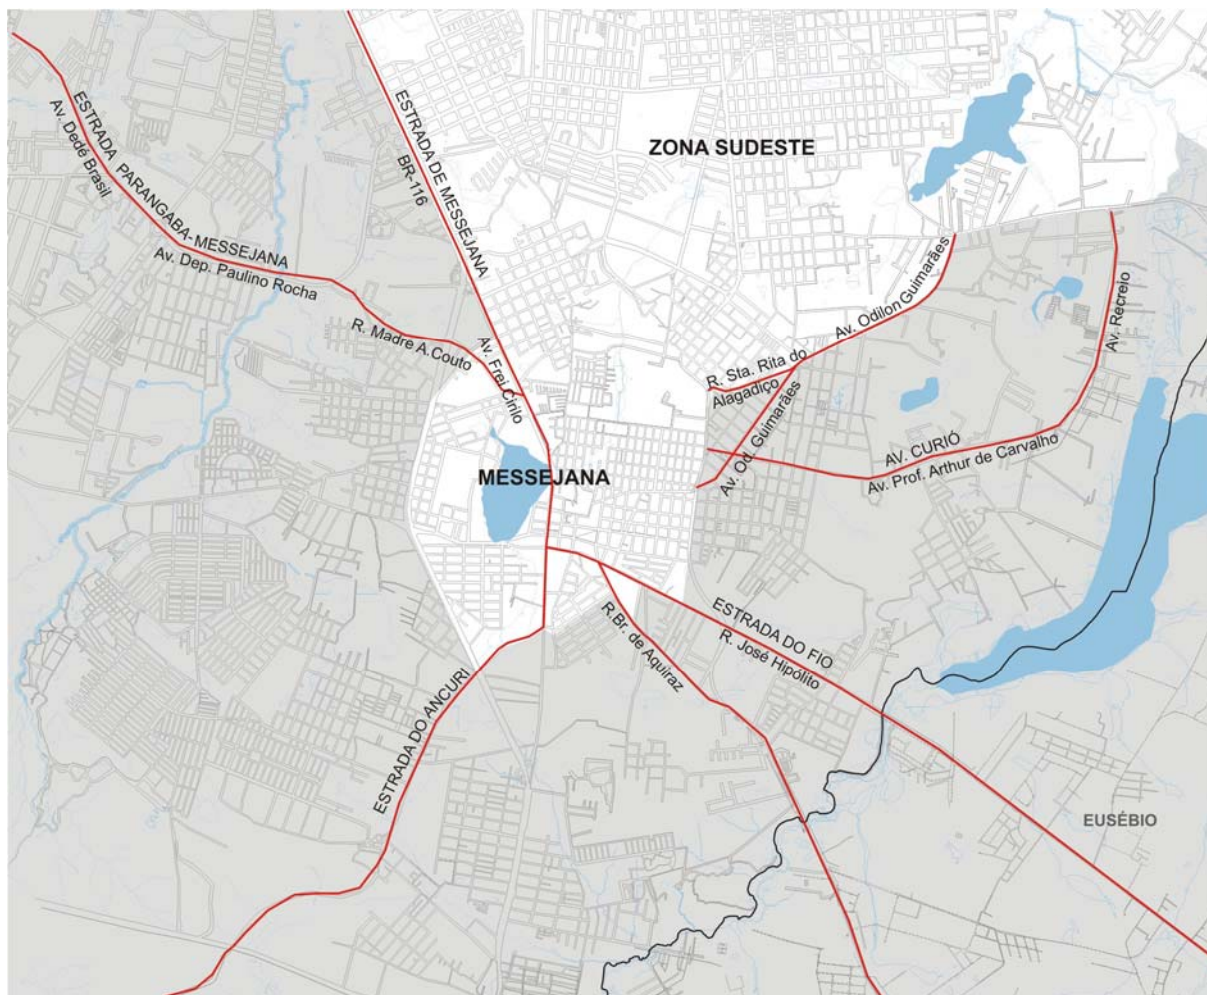 ESTRADA PARANGABA-MESSEJANA
Av. Dedé Brasil
Av. Dep. Paulino Rocha
R. Madre A.Couto
ESTRADA DE MESSEJANA
BR-116
Av. Frei Cirilo
ZONA SUDESTE
Av. Odilon Guimarães
R. Sta. Rita do
Alagadiço
Av. Od. Guimarães
Av. Recreio
AV. CURIÓ
Av. Prof. Arthur de Carvalho
MESSEJANA
ESTRADA DO FIO
R. José Hipólito
R.Br. de Aquiraz
ESTRADA DO ANCURI
EUSÉBIO